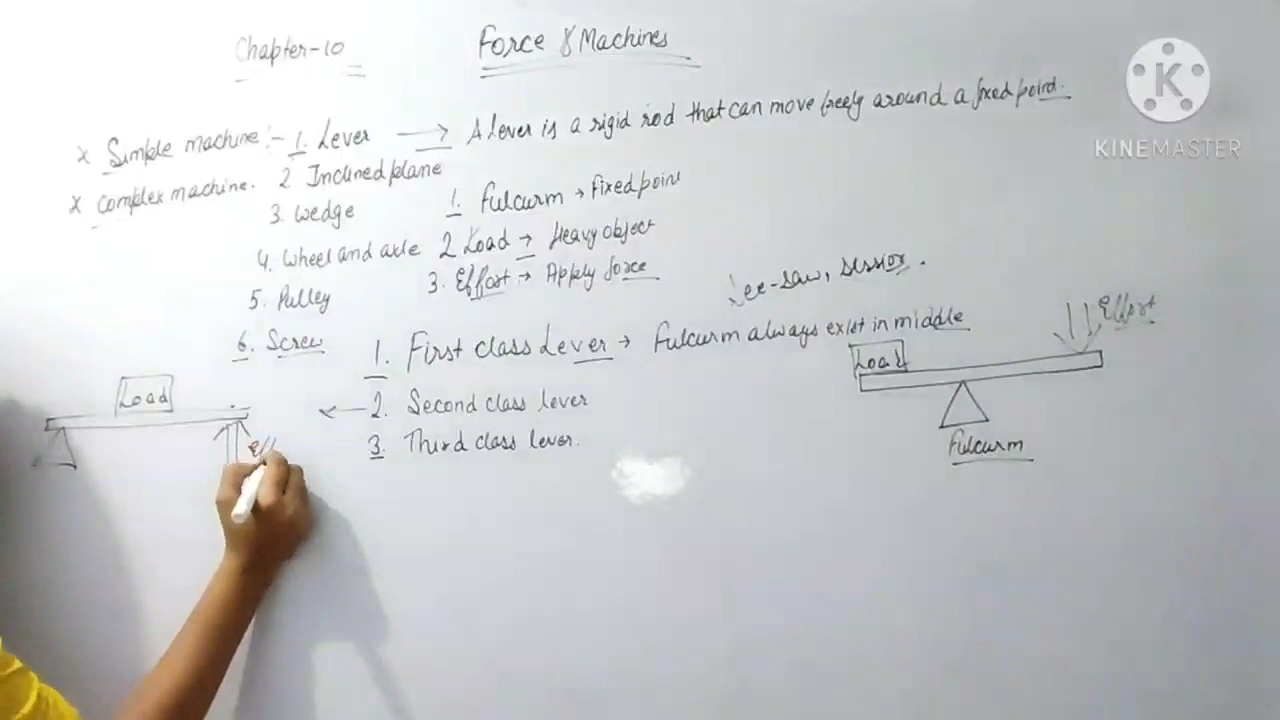 Chapter-10
Force & Machines
x Simple machine:- 1. Lever → A Lever is a rigid rod that can move freely around a fixed point.
x complex machine. 2 Inclined plane
3. Wedge
4. Wheel and axle
5. Pulley
6. Screw
1. Fulcurm → Fixed point
2 Load → Heavy object
3. Effort → Apply force
See-saw,
1. First class Lever → Fulcurm always exist in middle
2. Second class lever
3. Third class lever.
Load
Effort
Fulcurm
Load
Eff
K
KINEMASTER